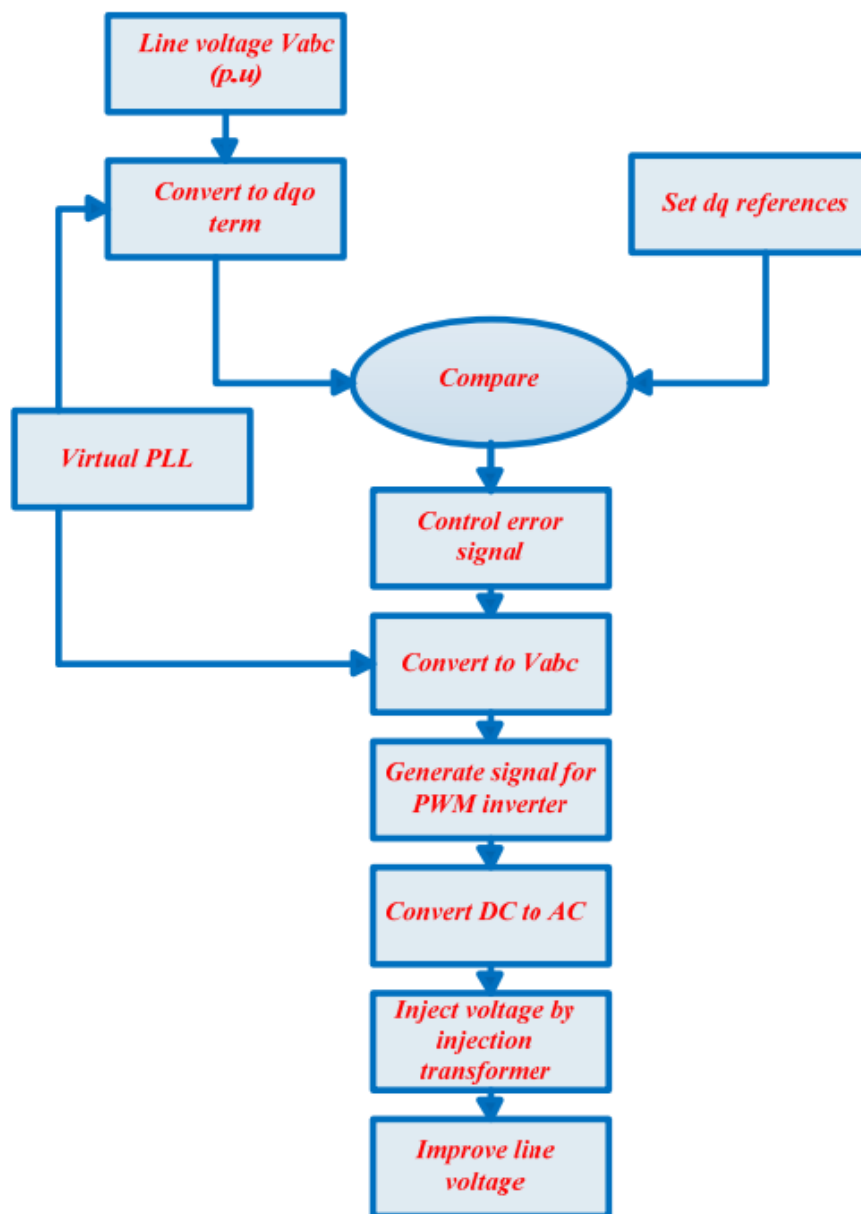 Line voltage Vabc
(p.u)
Convert to dqo
term
Set dq references
Compare
Virtual PLL
Control error
signal
Convert to Vabc
Generate signal for
PWM inverter
Convert DC to AC
Inject voltage by
injection
transformer
Improve line
voltage